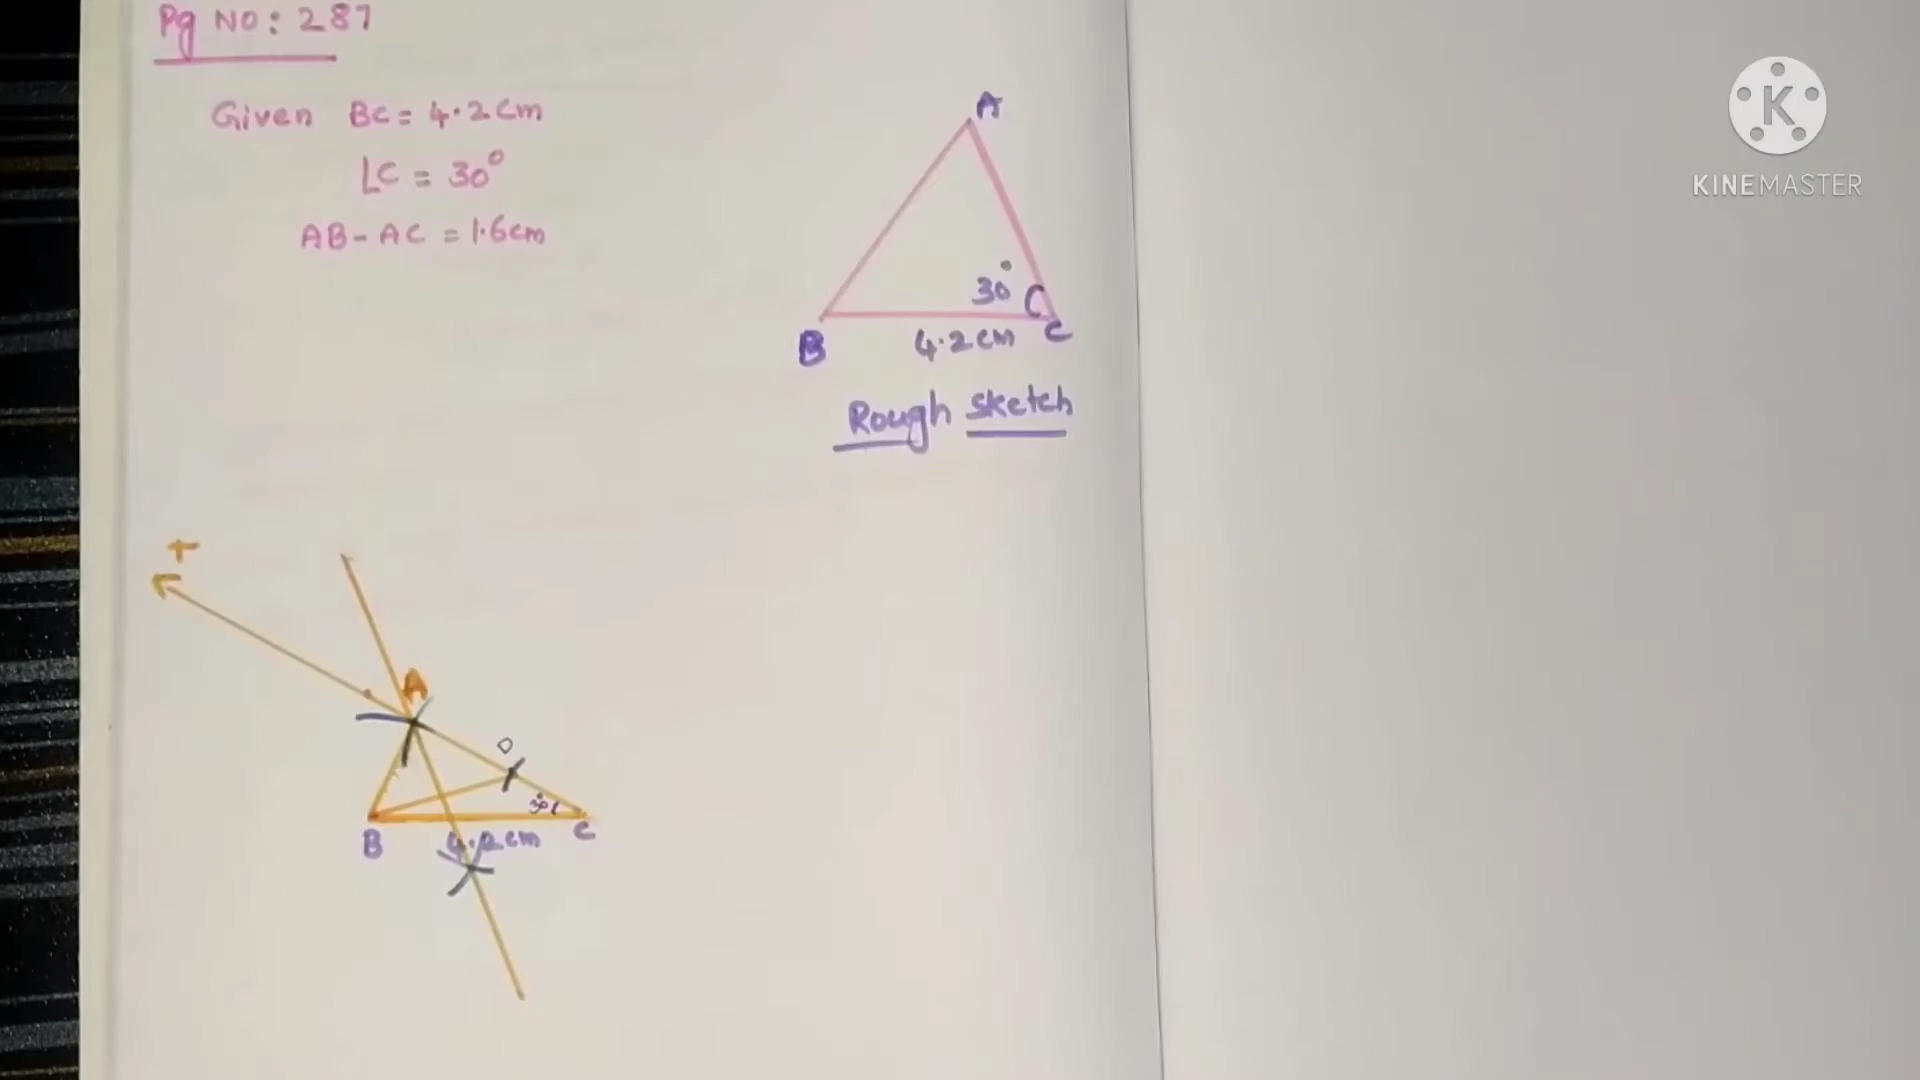 Pg NO: 287
Given BC = 4.2cm
∟C = 30°
AB - AC = 1.6cm
A
30°
B
4.2cm
C
Rough sketch
K
KINEMASTER
A
D
30°
B
4.2cm
C